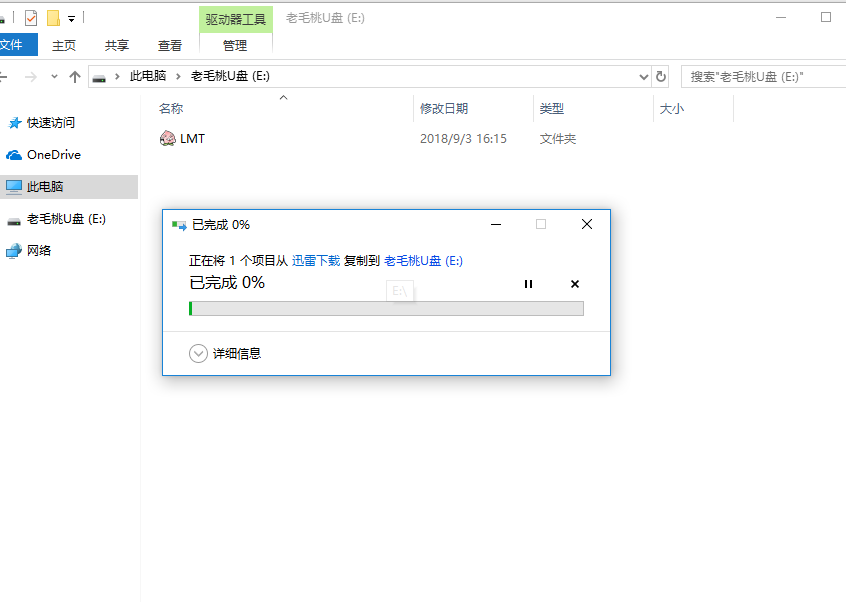 驱动器工具 老毛桃U盘 (E:)
文件 主页 共享 查看 管理
此电脑 老毛桃U盘 (E:) 搜索"老毛桃U盘 (E:)"
快速访问
OneDrive
此电脑
老毛桃U盘 (E:)
网络
名称 修改日期 类型 大小
LMT 2018/9/3 16:15 文件夹
已完成 0%
正在将 1 个项目从 迅雷下载 复制到 老毛桃U盘 (E:)
已完成 0%
E:\
详细信息